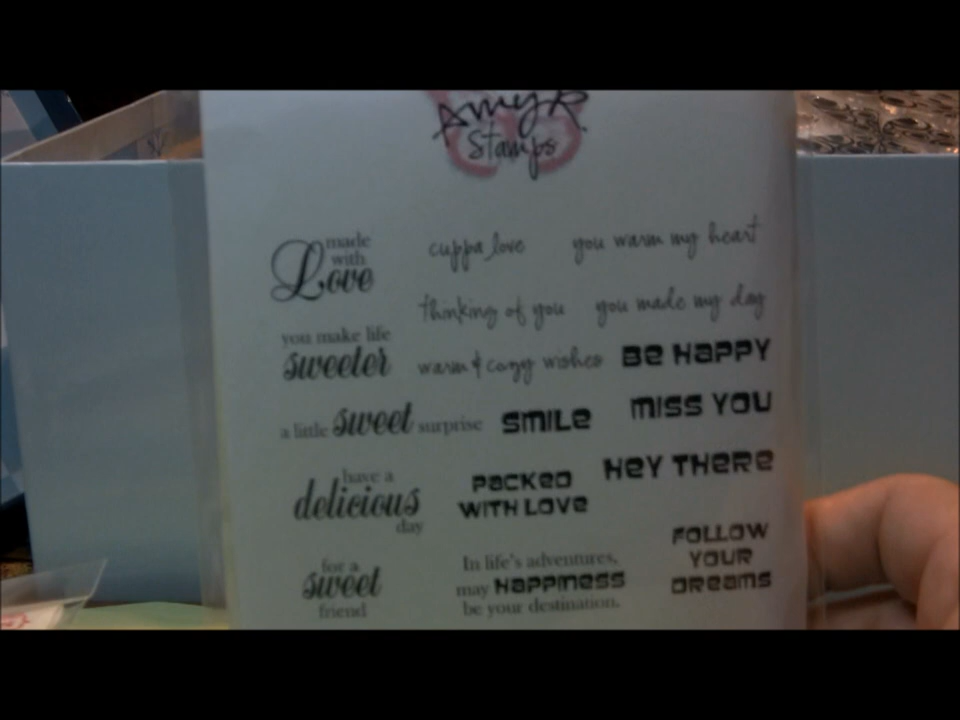 AmyR
Stamps
made
with
Love
cuppa love
you warm my heart
thinking of you
you made my day
you make life
sweeter
warm & cozy wishes
BE HAPPY
a little sweet surprise
SMILE
MISS YOU
have a
delicious
day
PACKED
WITH LOVE
HEY THERE
for a
sweet
friend
In life's adventures,
may HAPPINESS
be your destination.
FOLLOW
YOUR
DREAMS